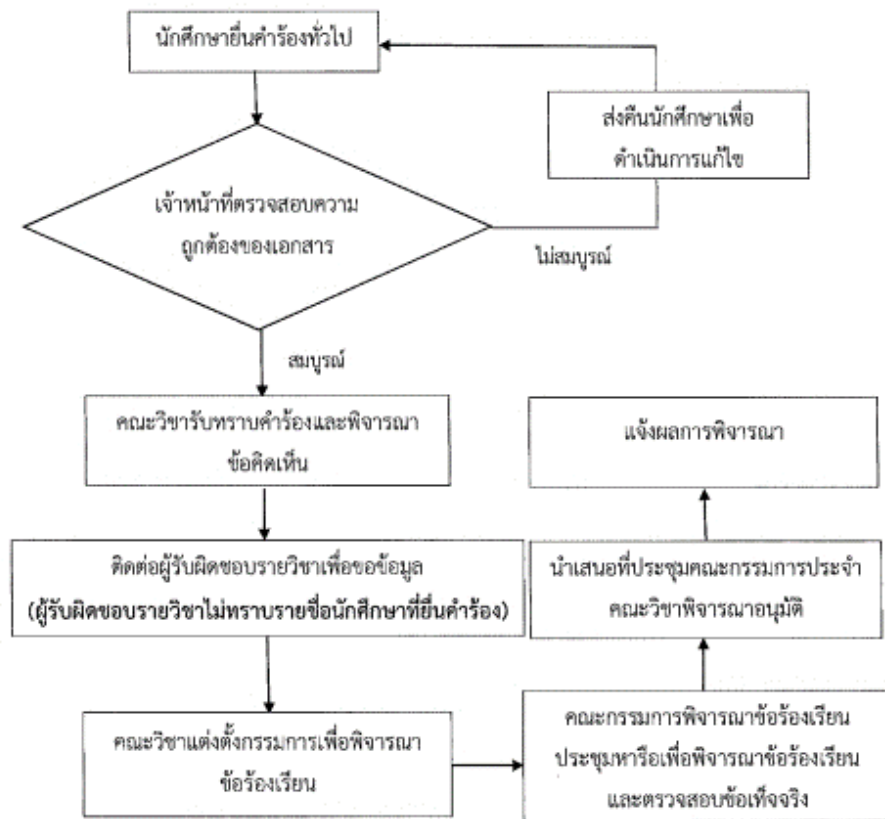 นักศึกษายื่นคำร้องทั่วไป
ส่งคืนนักศึกษาเพื่อ
ดำเนินการแก้ไข
เจ้าหน้าที่ตรวจสอบความ
ถูกต้องของเอกสาร
ไม่สมบูรณ์
สมบูรณ์
คณะวิชารับทราบคำร้องและพิจารณา
ข้อคิดเห็น
ติดต่อผู้รับผิดชอบรายวิชาเพื่อขอข้อมูล
(ผู้รับผิดชอบรายวิชาไม่ทราบรายชื่อนักศึกษาที่ยื่นคำร้อง)
คณะวิชาแต่งตั้งกรรมการเพื่อพิจารณา
ข้อร้องเรียน
คณะกรรมการพิจารณาข้อร้องเรียน
ประชุมหารือเพื่อพิจารณาข้อร้องเรียน
และตรวจสอบข้อเท็จจริง
นำเสนอที่ประชุมคณะกรรมการประจำ
คณะวิชาพิจารณาอนุมัติ
แจ้งผลการพิจารณา